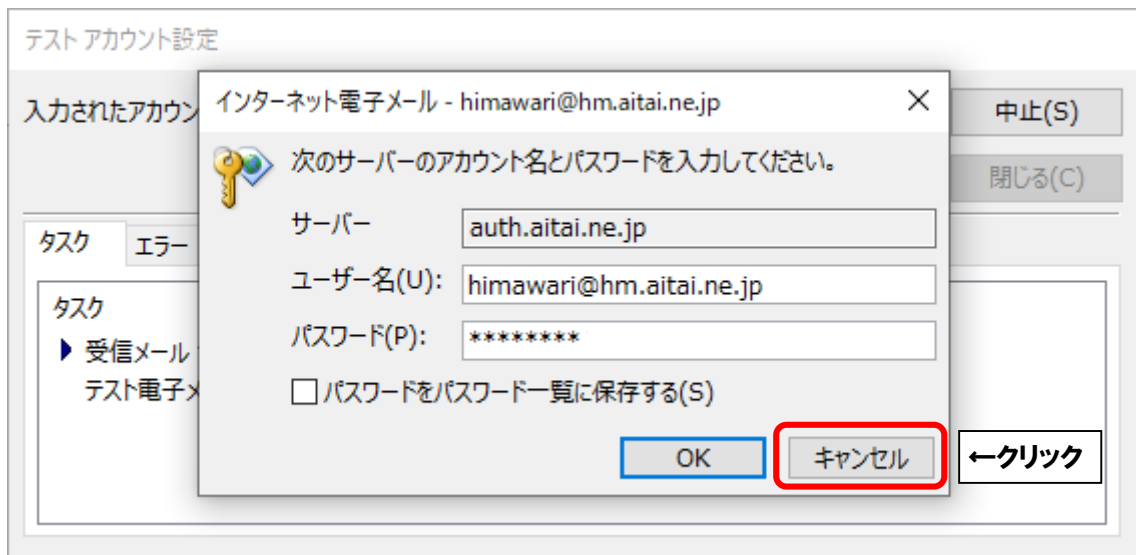 テスト アカウント設定
入力されたアカウン
中止(S)
閉じる(C)
インターネット電子メール - himawari@hm.aitai.ne.jp
次のサーバーのアカウント名とパスワードを入力してください。
サーバー auth.aitai.ne.jp
ユーザー名(U): himawari@hm.aitai.ne.jp
パスワード(P): ********
パスワードをパスワード一覧に保存する(S)
OK キャンセル ←クリック
タスク エラー
タスク
受信メール
テスト電子メ